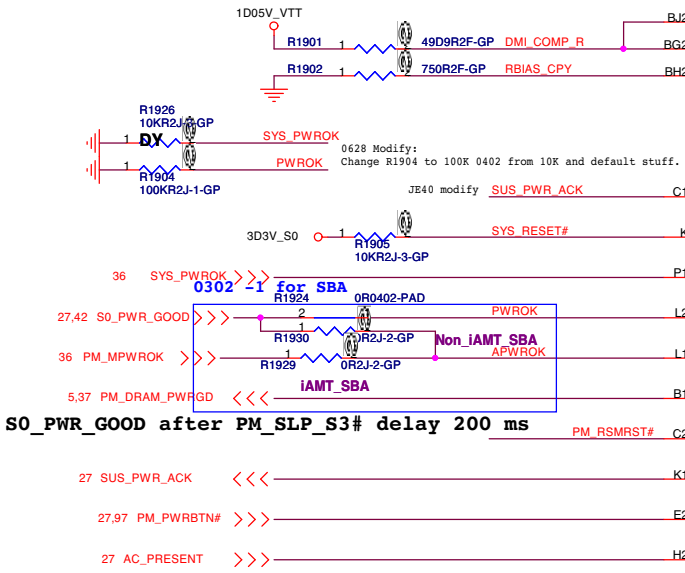 1D05V_VTT
BJ2
R1901 1 49D9R2F-GP DMI_COMP_R BG2
R1902 1 750R2F-GP RBIAS_CPY BH2
R1926
10KR2J- -GP
1 DY SYS_PWROK
0628 Modify:
Change R1904 to 100K 0402 from 10K and default stuff.
1 PWROK
R1904
100KR2J-1-GP
JE40 modify SUS_PWR_ACK C1
3D3V_S0 1 SYS_RESET# K
R1905
10KR2J-3-GP
36 SYS_PWROK P1
0302 -1 for SBA
R1924 0R0402-PAD
27,42 S0_PWR_GOOD 2 PWROK L2
R1930 1 0R2J-2-GP Non_iAMT_SBA
36 PM_MPWROK 1 APWROK L1
R1929 0R2J-2-GP
iAMT_SBA
5,37 PM_DRAM_PWRGD B1
S0_PWR_GOOD after PM_SLP_S3# delay 200 ms
PM_RSMRST# C2
27 SUS_PWR_ACK K1
27,97 PM_PWRBTN# E2
27 AC_PRESENT H2